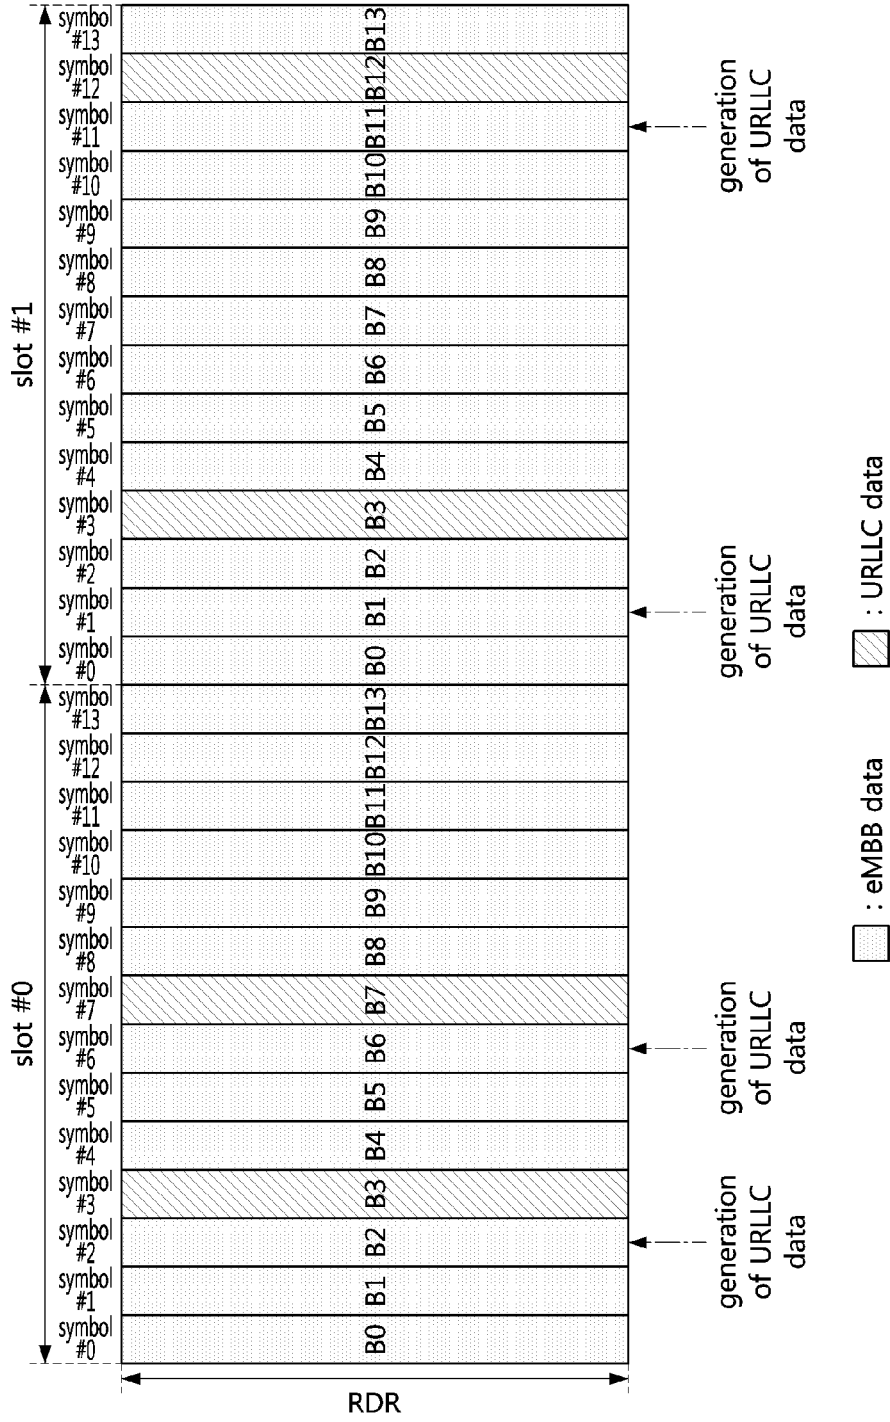 slot #0
slot #1
symbol
#0
symbol
#1
symbol
#2
symbol
#3
symbol
#4
symbol
#5
symbol
#6
symbol
#7
symbol
#8
symbol
#9
symbol
#10
symbol
#11
symbol
#12
symbol
#13
symbol
#0
symbol
#1
symbol
#2
symbol
#3
symbol
#4
symbol
#5
symbol
#6
symbol
#7
symbol
#8
symbol
#9
symbol
#10
symbol
#11
symbol
#12
symbol
#13
RDR
B0
B1
B2
B3
B4
B5
B6
B7
B8
B9
B10
B11
B12
B13
B0
B1
B2
B3
B4
B5
B6
B7
B8
B9
B10
B11
B12
B13
generation
of URLLC
data
generation
of URLLC
data
generation
of URLLC
data
generation
of URLLC
data
: eMBB data
: URLLC data